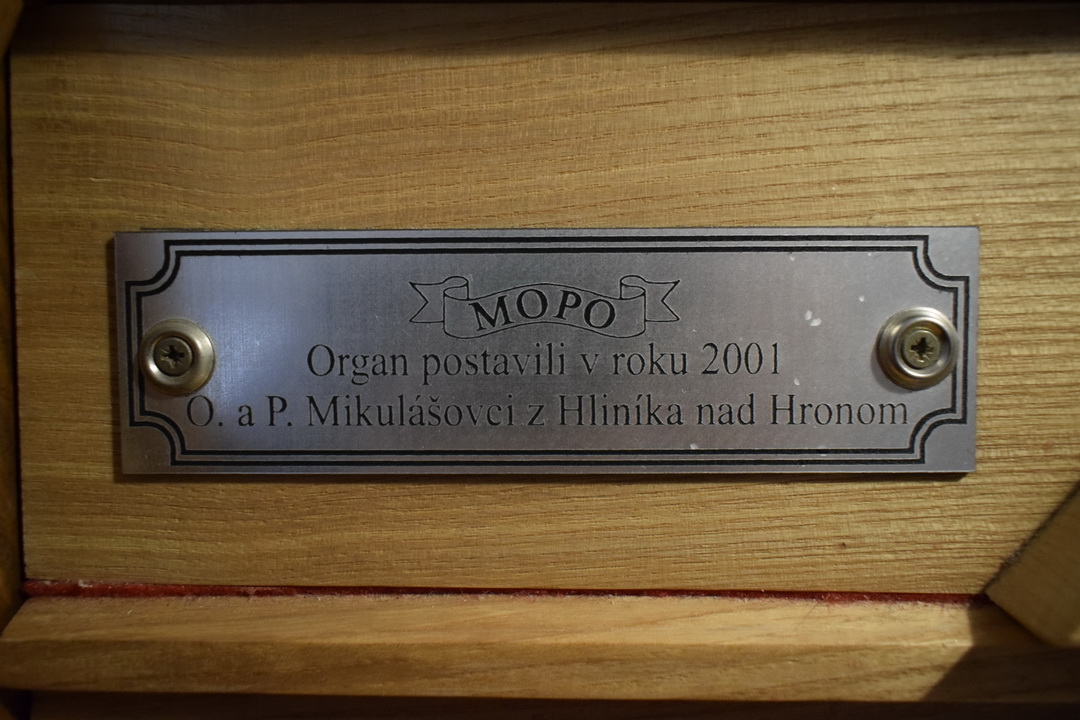 MOPO
Organ postavili v roku 2001
O. a P. Mikulášovci z Hliníka nad Hronom